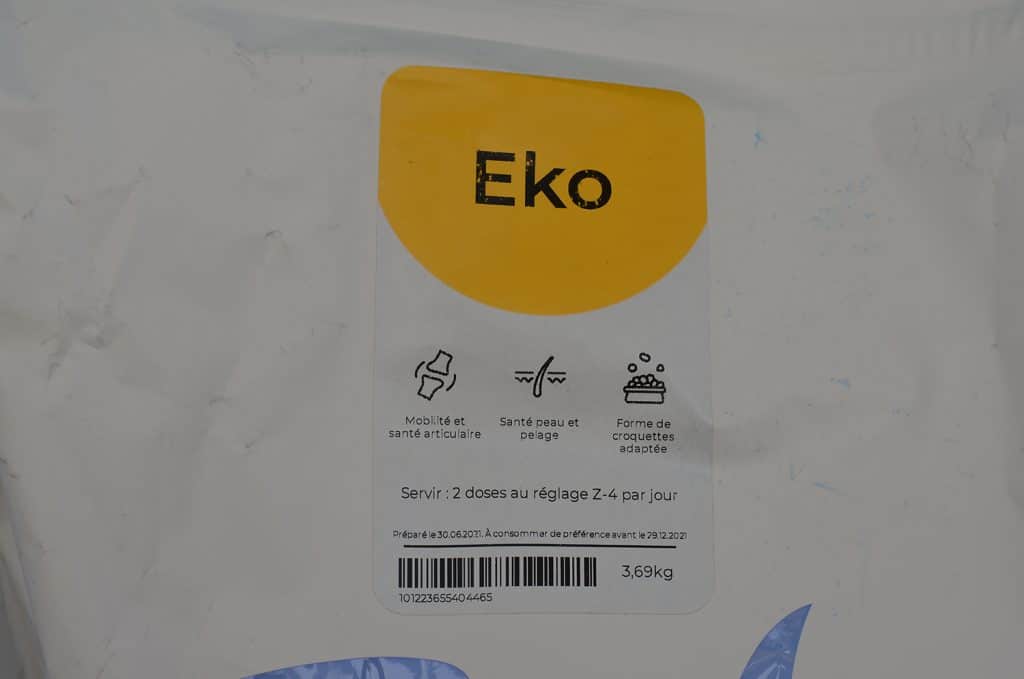 Eko
Mobilité et
santé articulaire
Santé peau et
pelage
Forme de
croquettes
adaptée
Servir : 2 doses au réglage Z-4 par jour
Préparé le 30.06.2021. À consommer de préférence avant le 29.12.2021
3,69kg
101223655404465